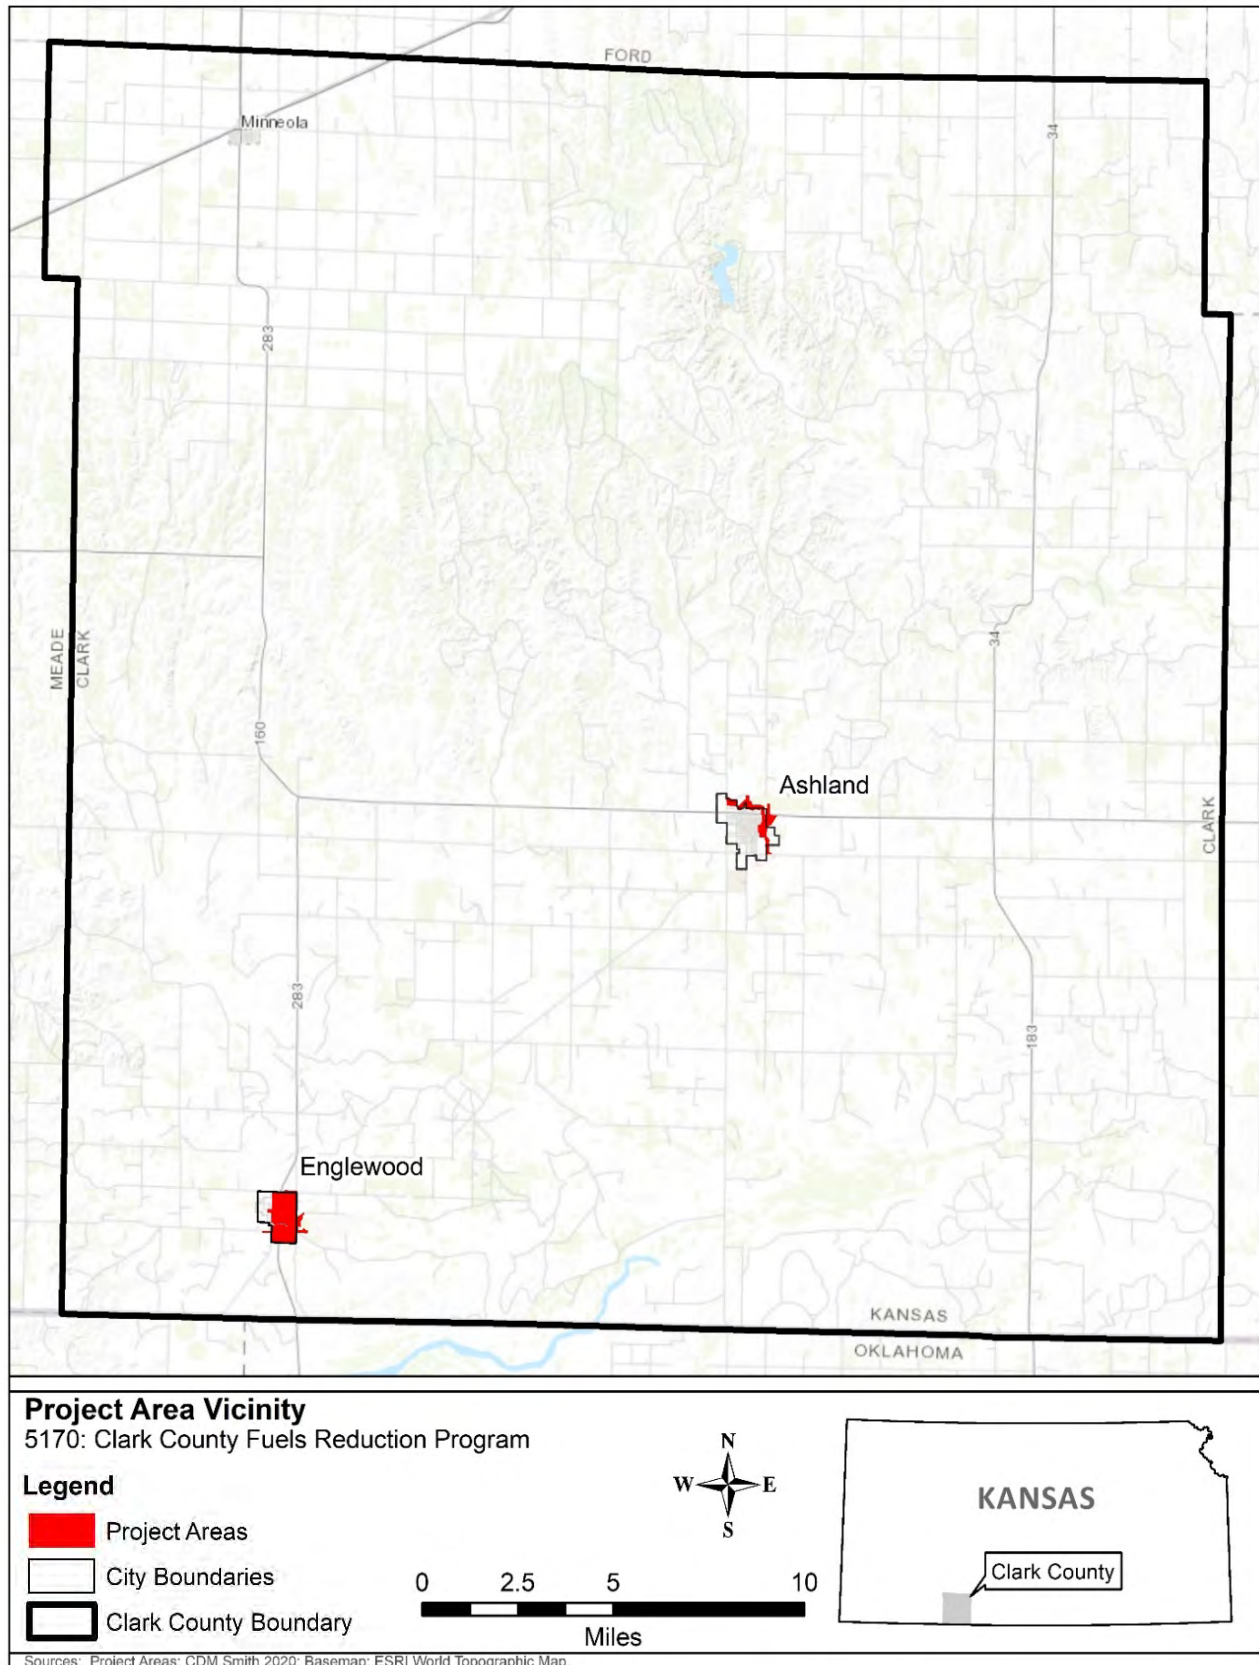 FORD
Minneola
34
283
MEADE
CLARK
34
160
Ashland
CLARK
283
183
Englewood
KANSAS
OKLAHOMA
Project Area Vicinity
5170: Clark County Fuels Reduction Program
Legend
Project Areas
City Boundaries
Clark County Boundary
N
W E
S
0 2.5 5 10
Miles
KANSAS
Clark County
Sources: Project Areas: CDM Smith 2020; Basemap: ESRI World Topographic Map.